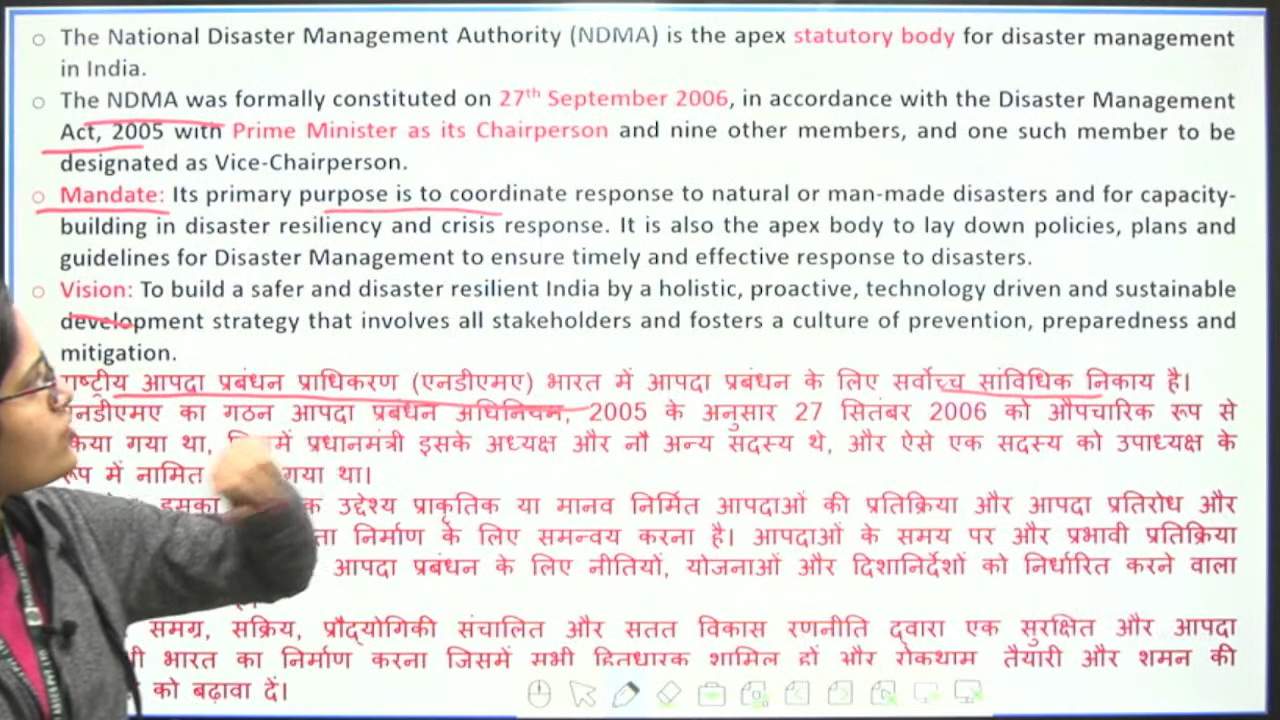 The National Disaster Management Authority (NDMA) is the apex statutory body for disaster management
in India.
The NDMA was formally constituted on 27th September 2006, in accordance with the Disaster Management
Act, 2005 with Prime Minister as its Chairperson and nine other members, and one such member to be
designated as Vice-Chairperson.
Mandate: Its primary purpose is to coordinate response to natural or man-made disasters and for capacity-
building in disaster resiliency and crisis response. It is also the apex body to lay down policies, plans and
guidelines for Disaster Management to ensure timely and effective response to disasters.
Vision: To build a safer and disaster resilient India by a holistic, proactive, technology driven and sustainable
development strategy that involves all stakeholders and fosters a culture of prevention, preparedness and
mitigation.
आपदा प्रबंधन प्राधिकरण (एनडीएमए) भारत में आपदा प्रबंधन के लिए सर्वोच्च सांविधिक निकाय है।
का गठन आपदा प्रबंधन अधिनियम, 2005 के अनुसार 27 सितंबर 2006 को औपचारिक रूप से
गया था, प्रधानमंत्री इसके अध्यक्ष और नौ अन्य सदस्य थे, और ऐसे एक सदस्य को उपाध्यक्ष के
में नामित गया था।
इसका उद्देश्य प्राकृतिक या मानव निर्मित आपदाओं की प्रतिक्रिया और आपदा प्रतिरोध और
निर्माण के लिए समन्वय करना है। आपदाओं के समय पर और प्रभावी प्रतिक्रिया
आपदा प्रबंधन के लिए नीतियों, योजनाओं और दिशानिर्देशों को निर्धारित करने वाला
समग्र, सक्रिय, प्रौद्योगिकी संचालित और सतत विकास रणनीति द्वारा एक सुरक्षित और आपदा
भारत का निर्माण करना जिसमें सभी हितधारक शामिल हों और रोकथाम तैयारी और शमन की
को बढ़ावा दें।